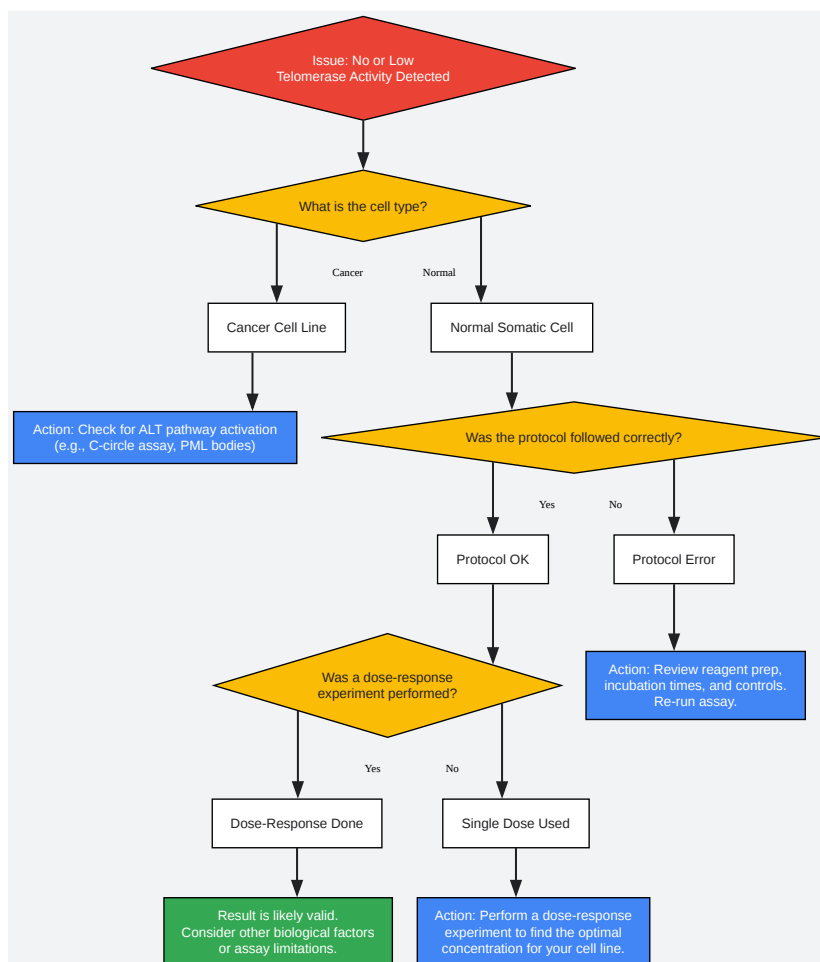 Issue: No or Low
Telomerase Activity Detected
What is the cell type?
Cancer
Normal
Cancer Cell Line
Normal Somatic Cell
Action: Check for ALT pathway activation
(e.g., C-circle assay, PML bodies)
Was the protocol followed correctly?
Yes
No
Protocol OK
Protocol Error
Action: Review reagent prep,
incubation times, and controls.
Re-run assay.
Was a dose-response
experiment performed?
Yes
No
Dose-Response Done
Single Dose Used
Result is likely valid.
Consider other biological factors
or assay limitations.
Action: Perform a dose-response
experiment to find the optimal
concentration for your cell line.